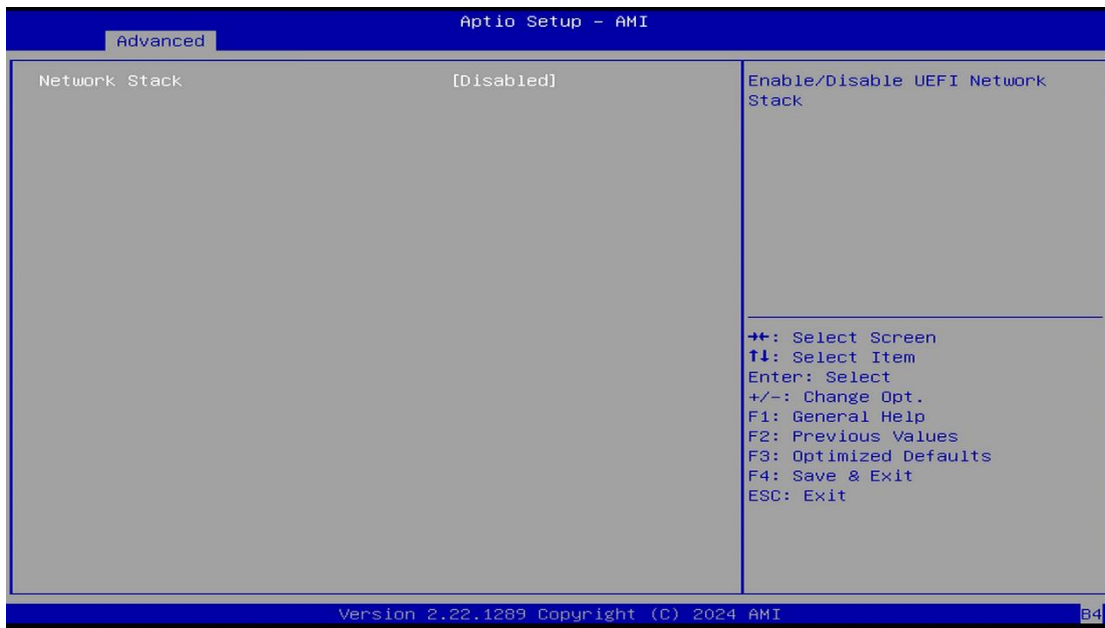 Aptio Setup – AMI
Advanced
Network Stack [Disabled]
Enable/Disable UEFI Network
Stack
→←: Select Screen
↑↓: Select Item
Enter: Select
+/-: Change Opt.
F1: General Help
F2: Previous Values
F3: Optimized Defaults
F4: Save & Exit
ESC: Exit
Version 2.22.1289 Copyright (C) 2024 AMI
B4